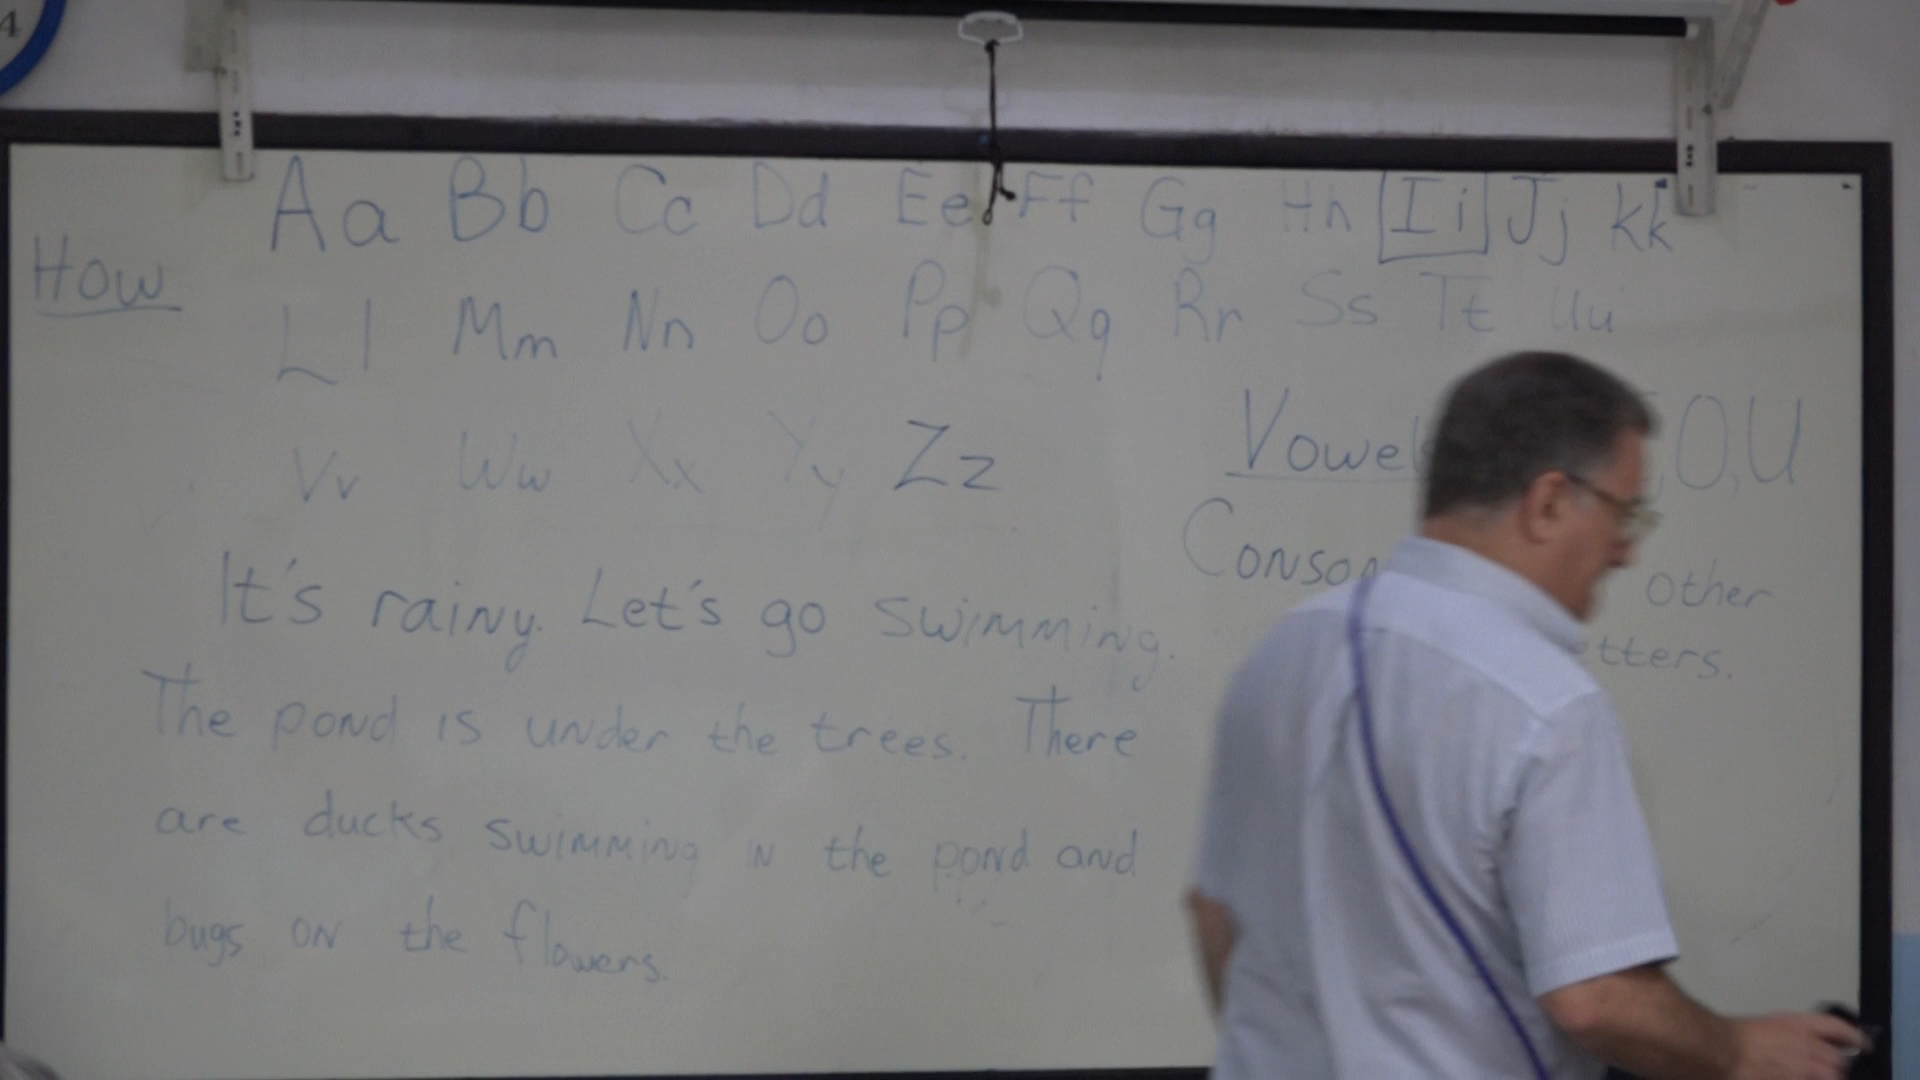 4
Aa Bb Cc Dd Ee Ff Gg Hh Ii Jj Kk
How
Ll Mm Nn Oo Pp Qq Rr Ss Tt Uu
Vv Ww Xx Yy Zz
Vowel O, U
Conson other
etters.
It's rainy. Let's go swimming.
The pond is under the trees. There
are ducks swimming in the pond and
bugs on the flowers.